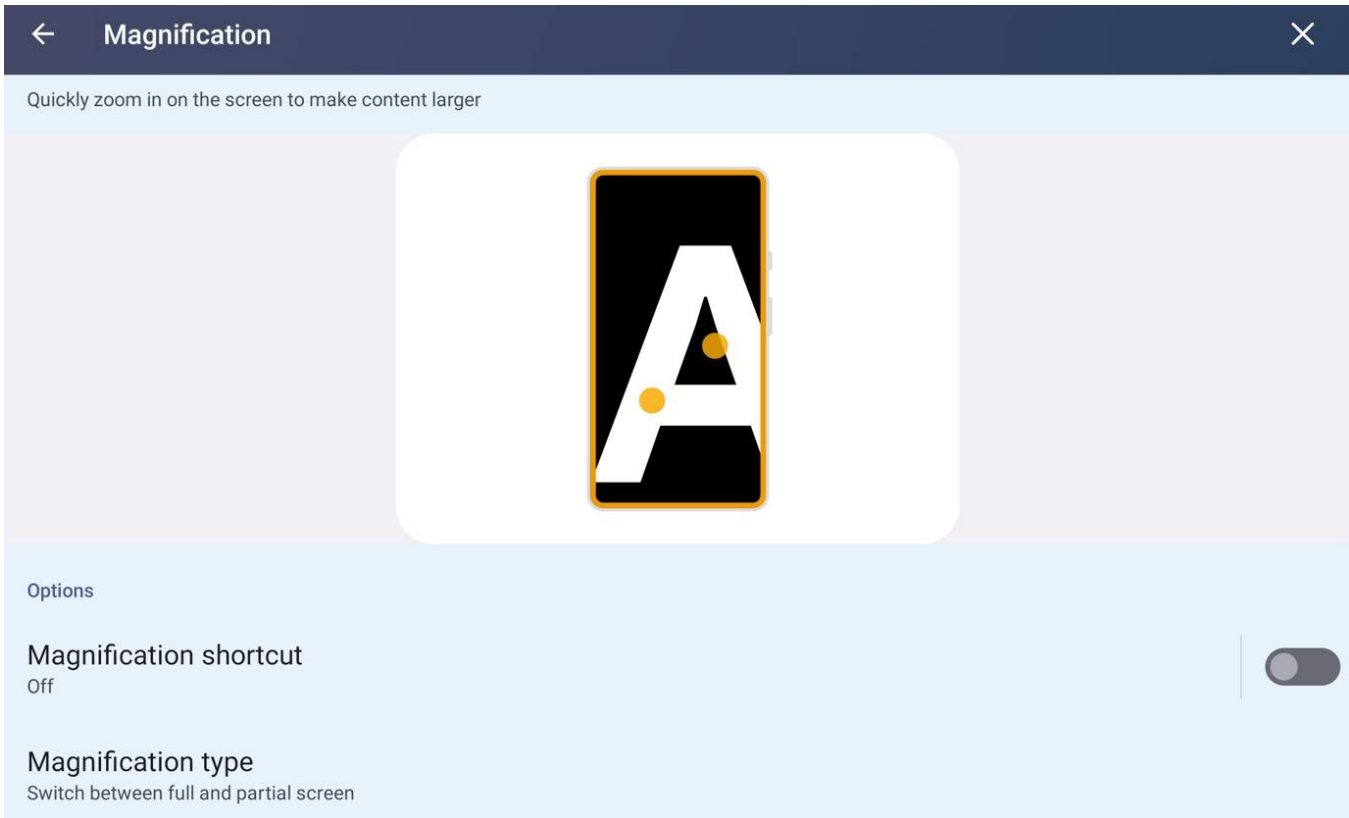 Magnification
Quickly zoom in on the screen to make content larger
A
Options
Magnification shortcut
Off
Magnification type
Switch between full and partial screen